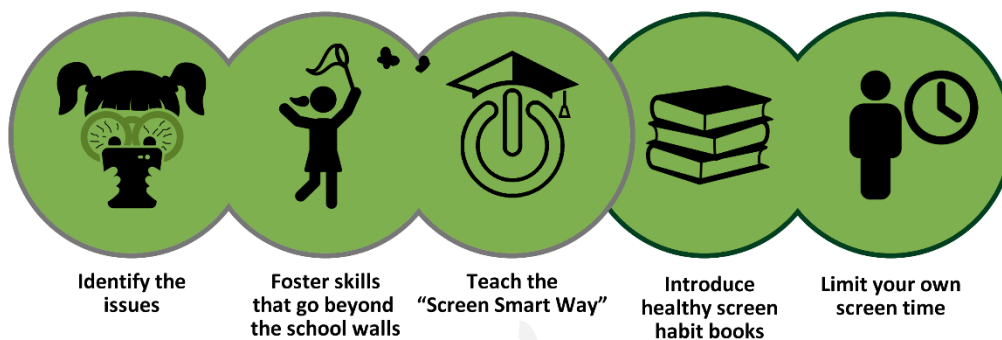 Identify the
issues
Foster skills
that go beyond
the school walls
Teach the
“Screen Smart Way”
Introduce
healthy screen
habit books
Limit your own
screen time